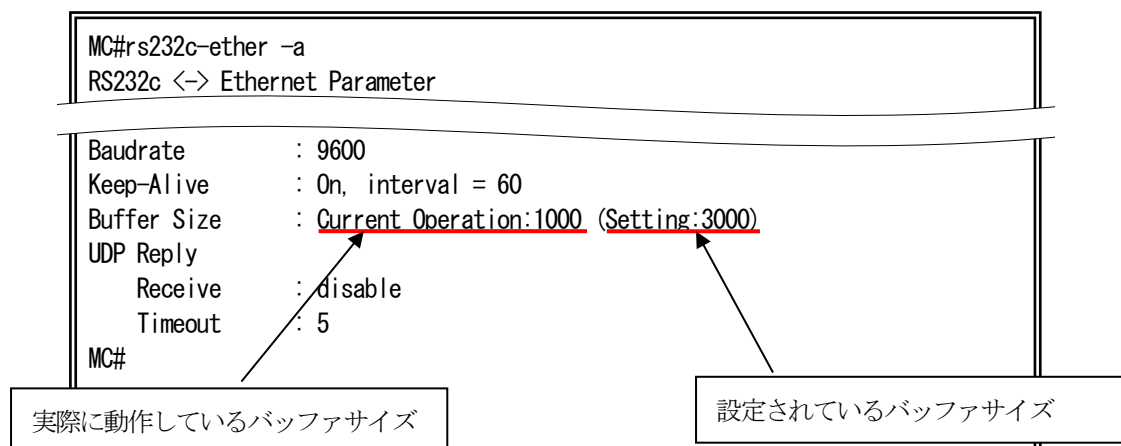 MC#rs232c-ether -a
RS232c <-> Ethernet Parameter
Baudrate : 9600
Keep-Alive : On, interval = 60
Buffer Size : Current Operation:1000 (Setting:3000)
UDP Reply
Receive : disable
Timeout : 5
MC#
実際に動作しているバッファサイズ
設定されているバッファサイズ